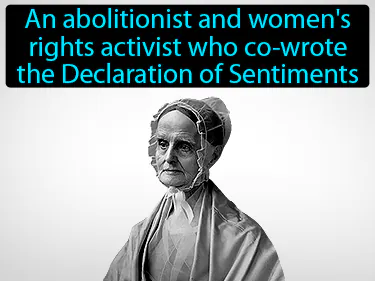 An abolitionist and women's
rights activist who co-wrote
the Declaration of Sentiments